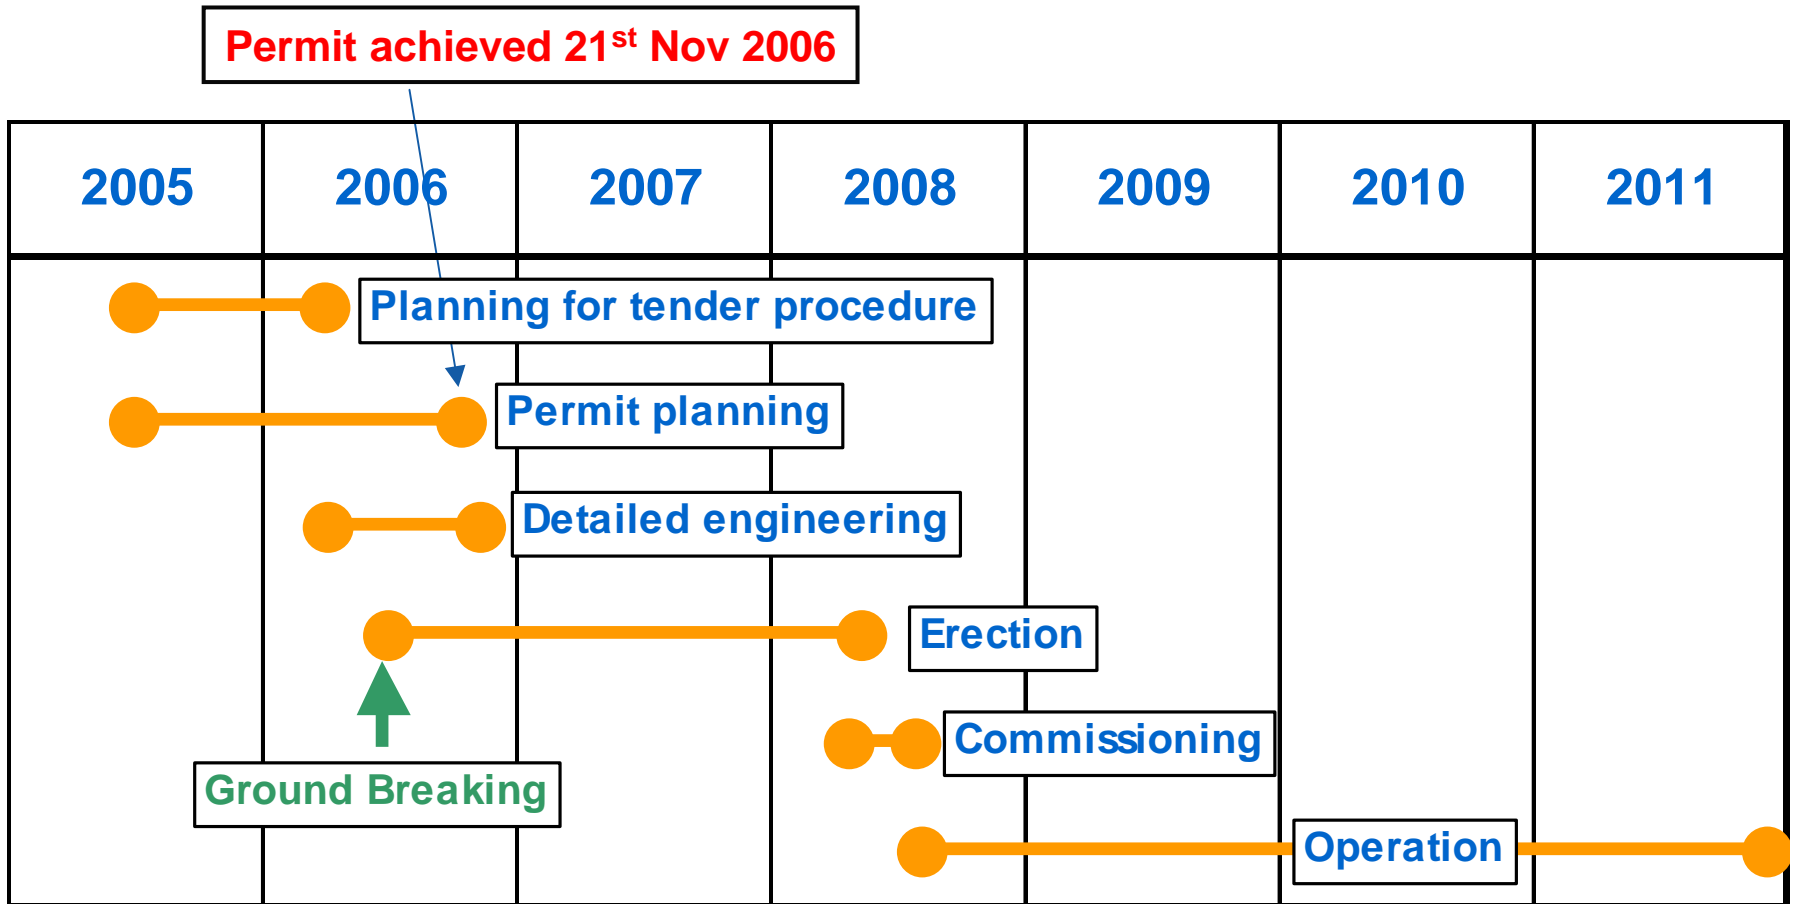 Permit achieved 21st Nov 2006
2005 2006 2007 2008 2009 2010 2011
Planning for tender procedure
Permit planning
Detailed engineering
Erection
Commissioning
Ground Breaking
Operation